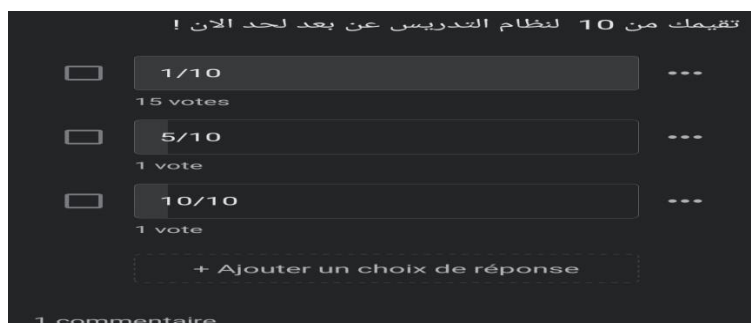 تقيمك من 10 لنظام التدريس عن بعد لحد الان !
1/10
15 votes
5/10
1 vote
10/10
1 vote
+ Ajouter un choix de réponse
1 commentaire